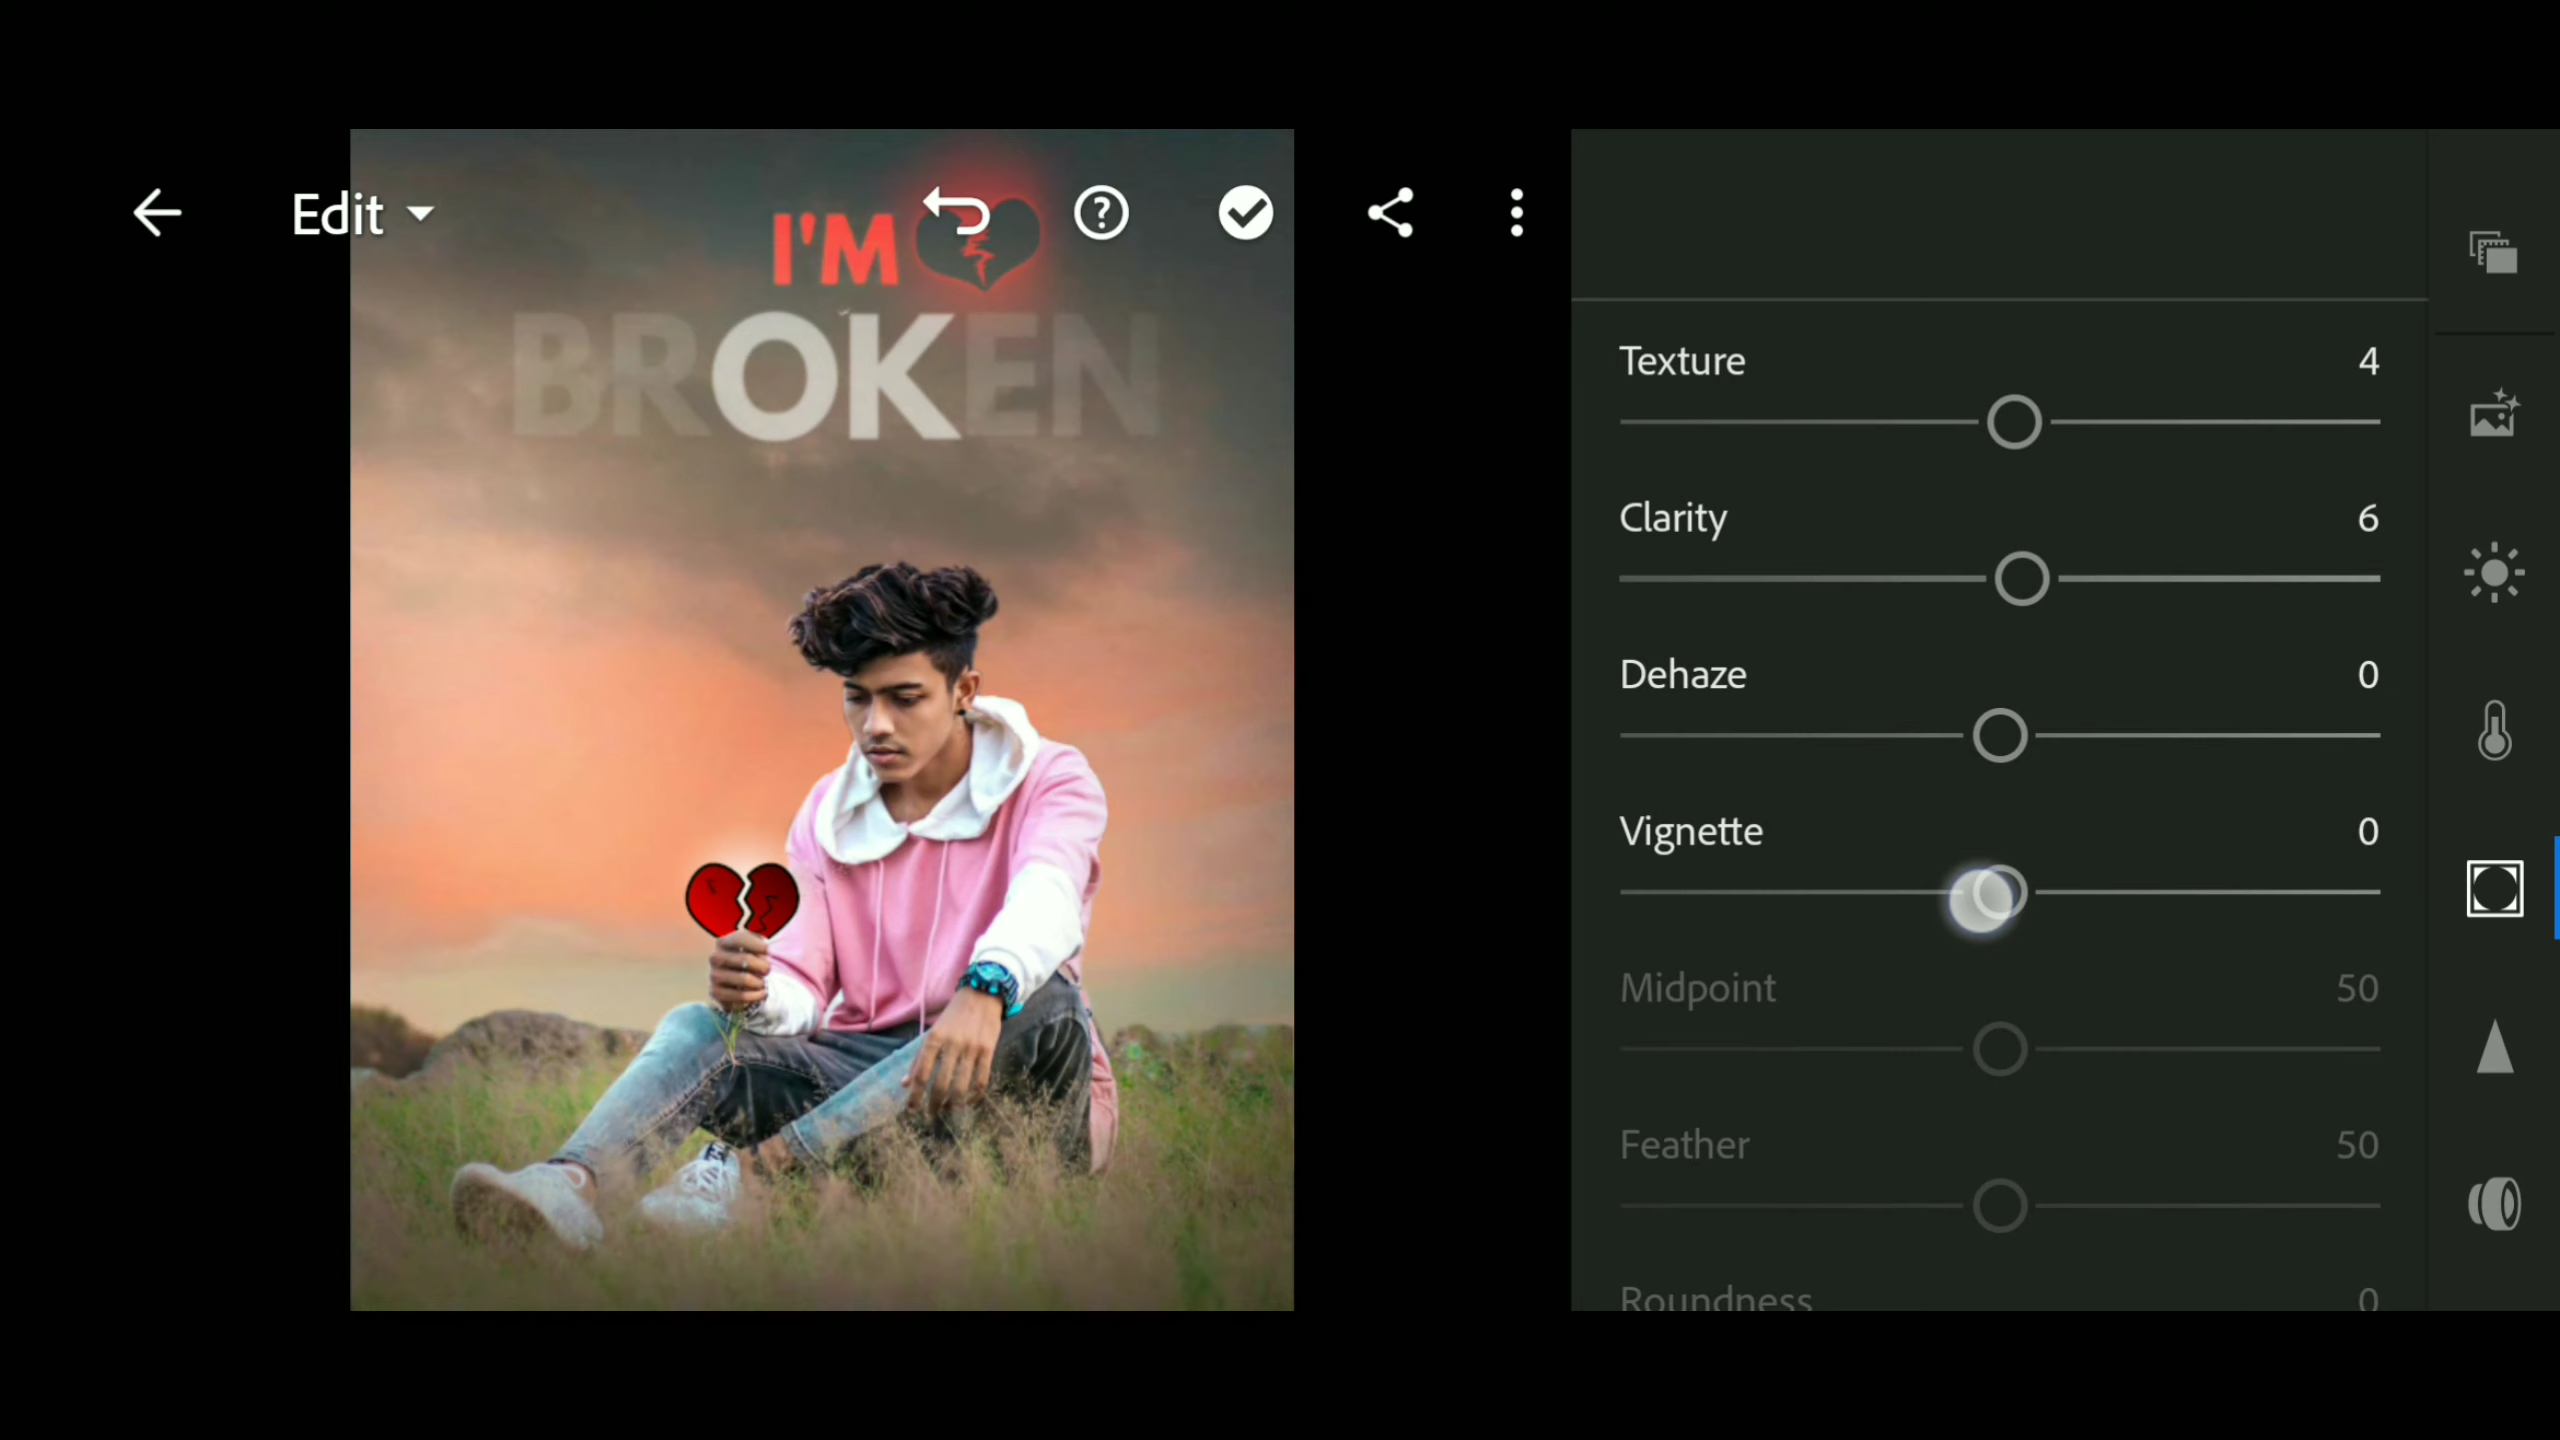 Edit
I'M
BROKEN
Texture 4
Clarity 6
Dehaze 0
Vignette 0
Midpoint 50
Feather 50
Roundness 0